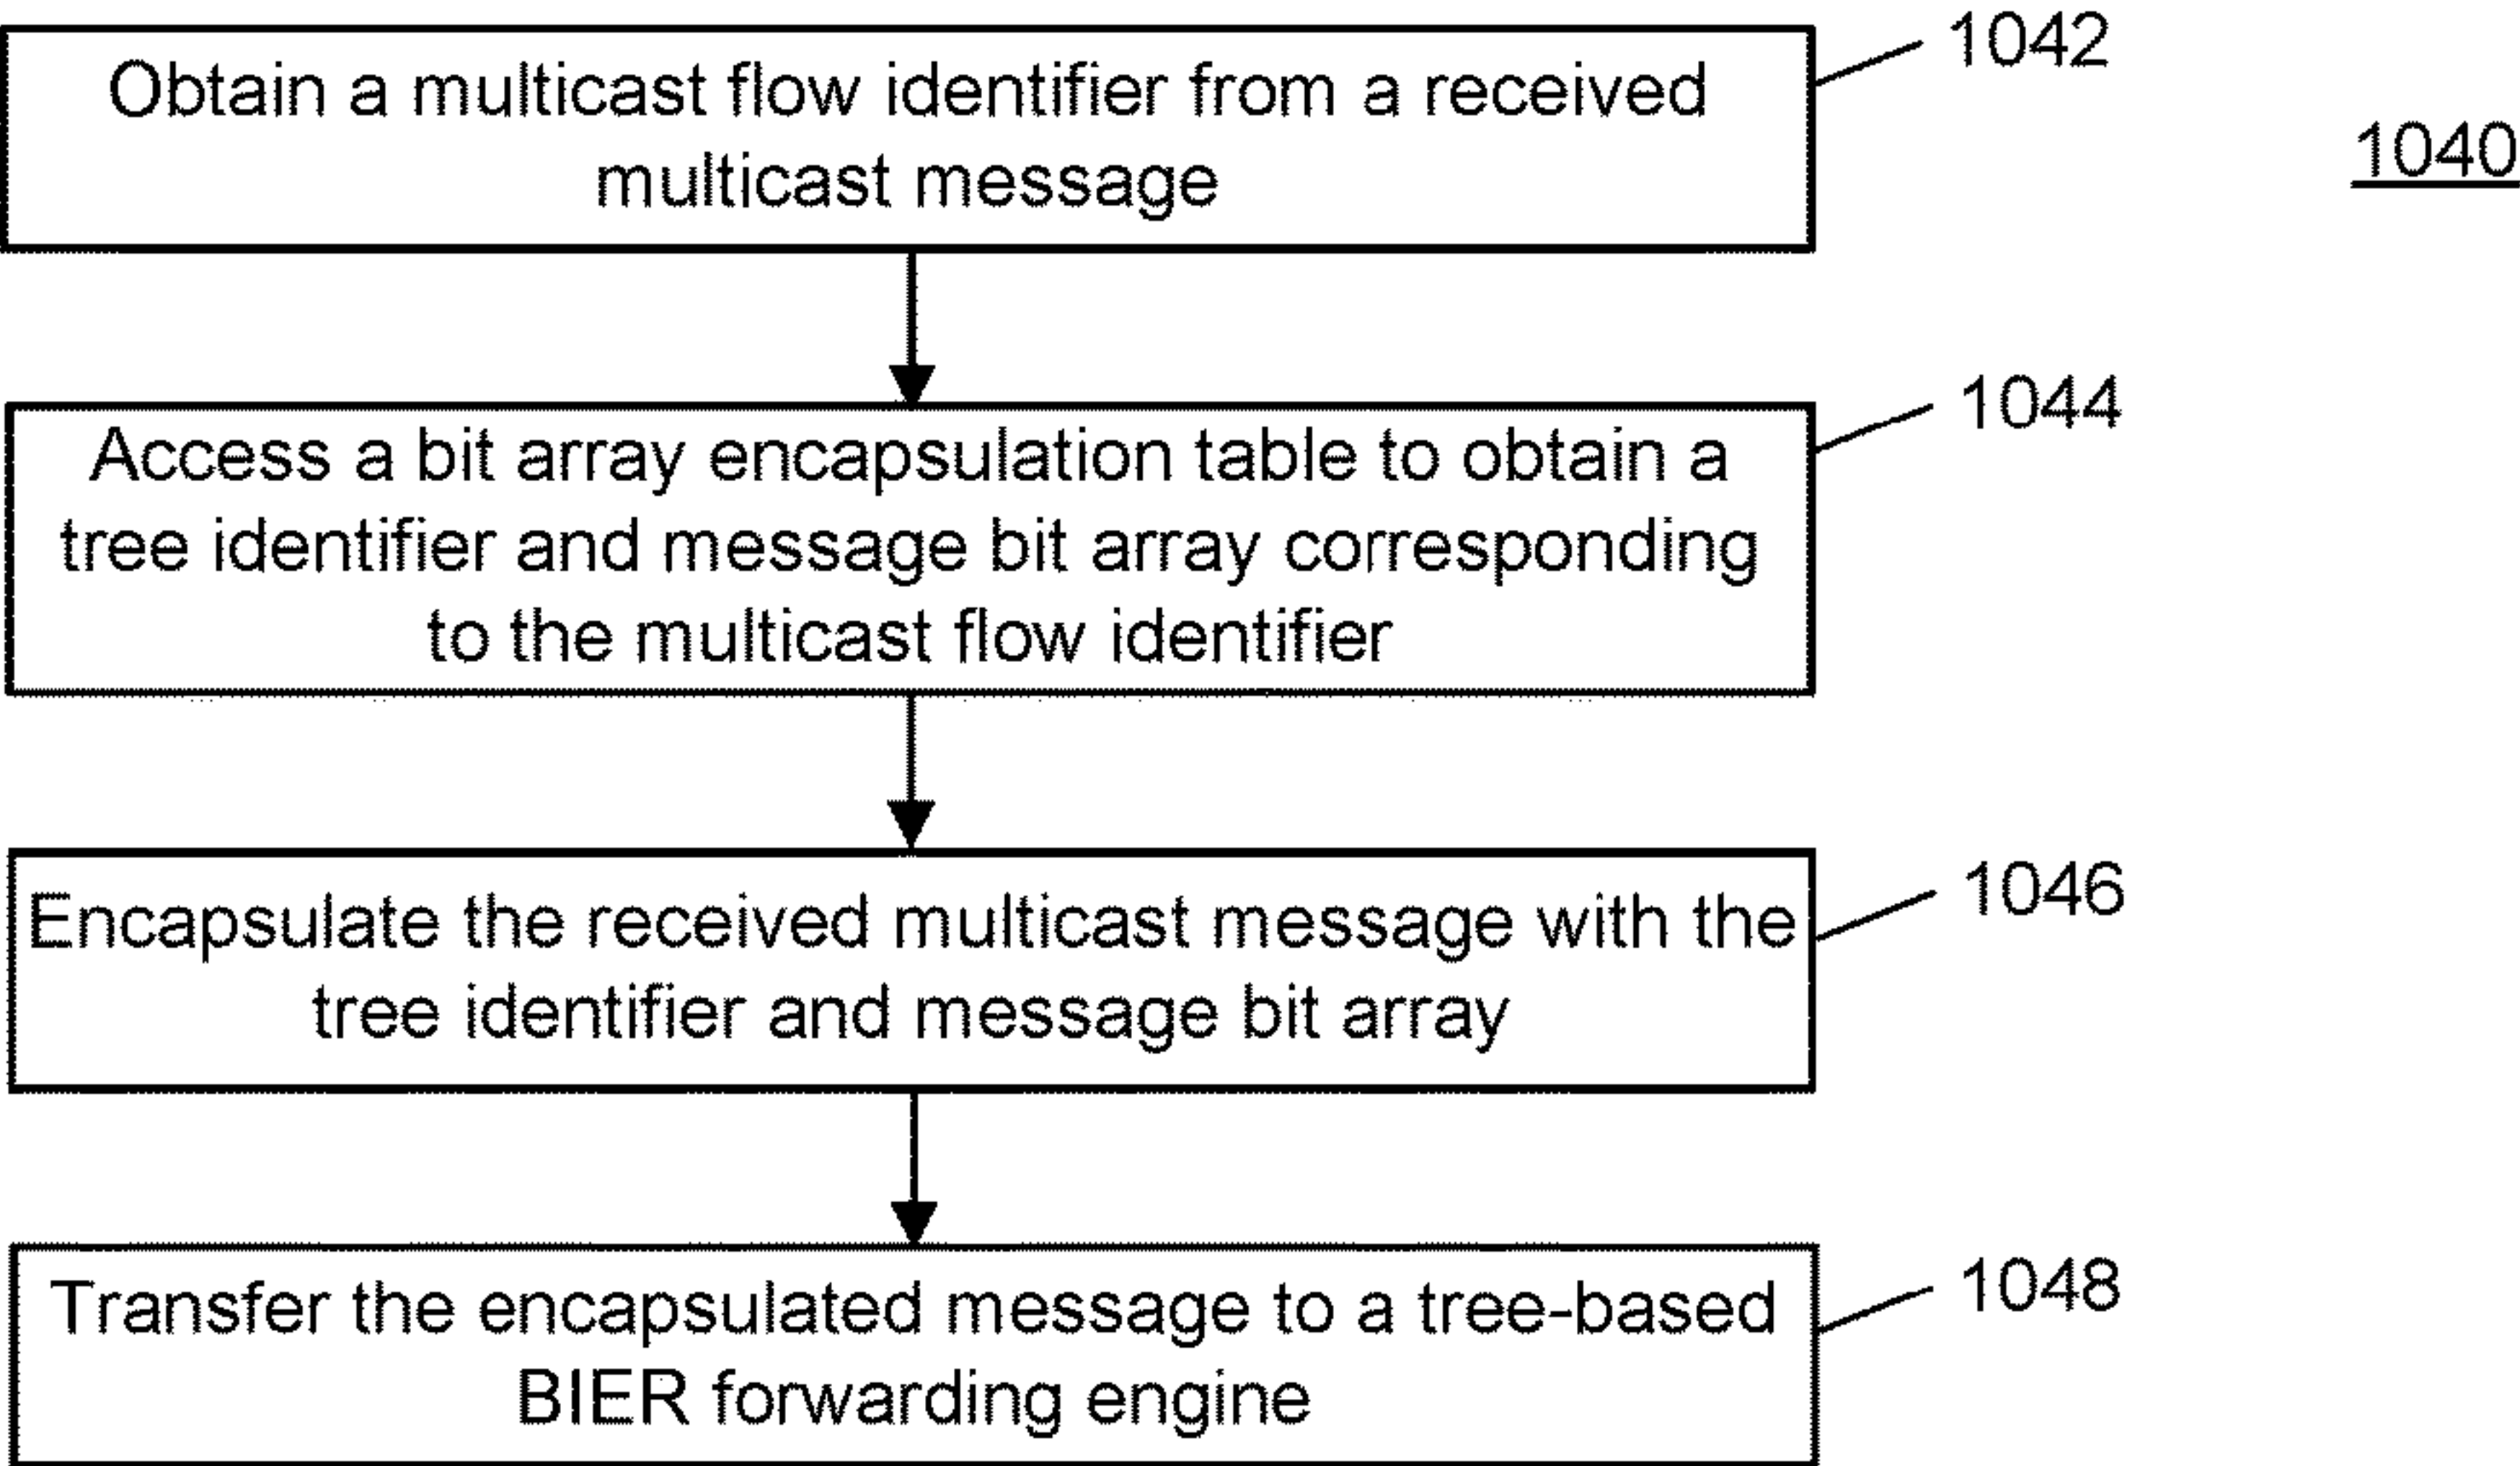 Obtain a multicast flow identifier from a received
multicast message
1042
1040
Access a bit array encapsulation table to obtain a
tree identifier and message bit array corresponding
to the multicast flow identifier
1044
Encapsulate the received multicast message with the
tree identifier and message bit array
1046
Transfer the encapsulated message to a tree-based
BIER forwarding engine
1048